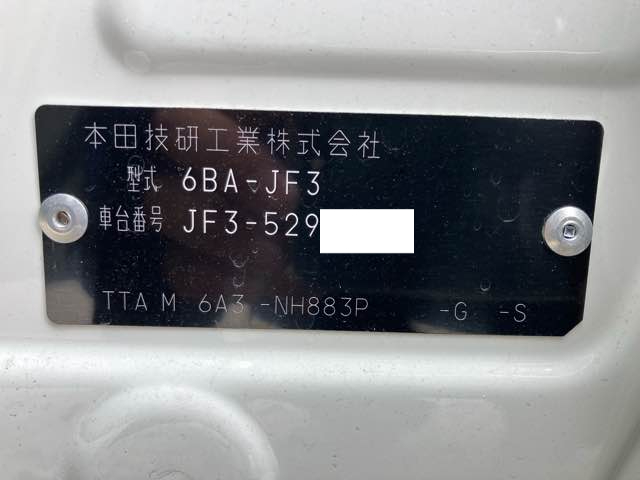 本田技研工業株式会社
型式 6BA-JF3
車台番号 JF3-529
TTA M 6A3 -NH883P -G -S